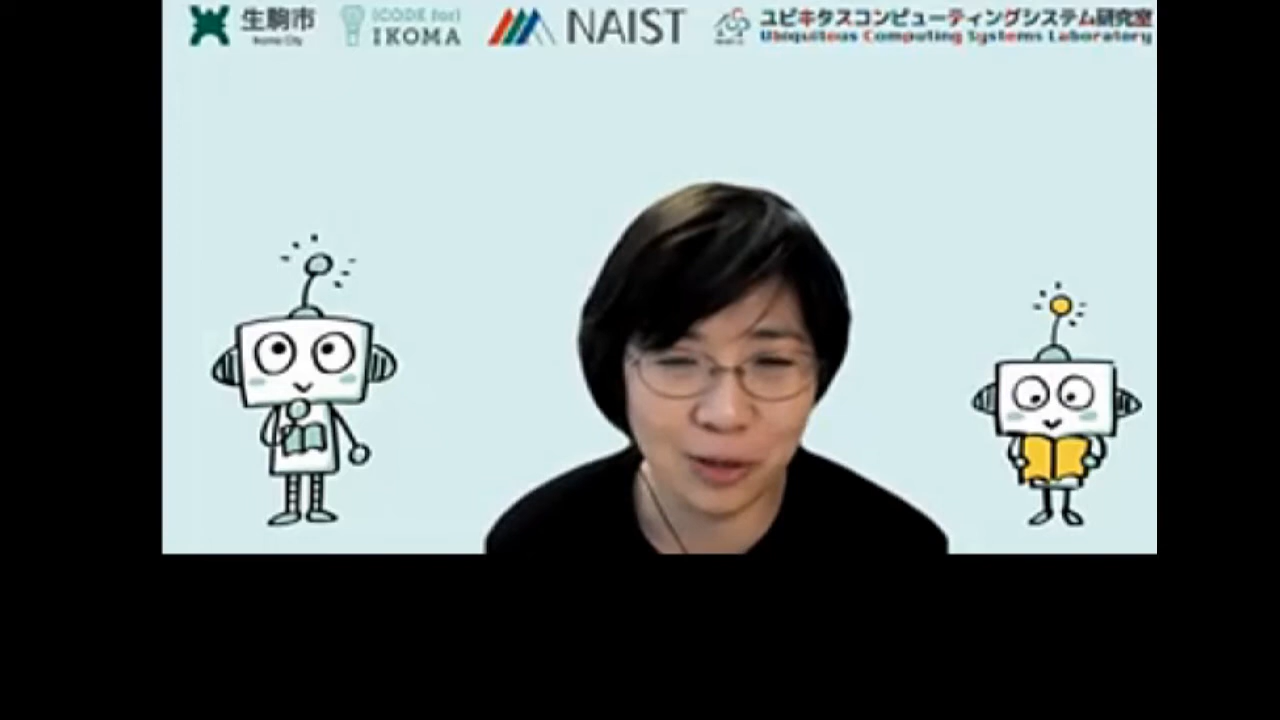 生駒市
Ikoma City
{CODE for}
IKOMA
NAIST
ユビキタスコンピューティングシステム研究室
Ubiquitous Computing Systems Laboratory